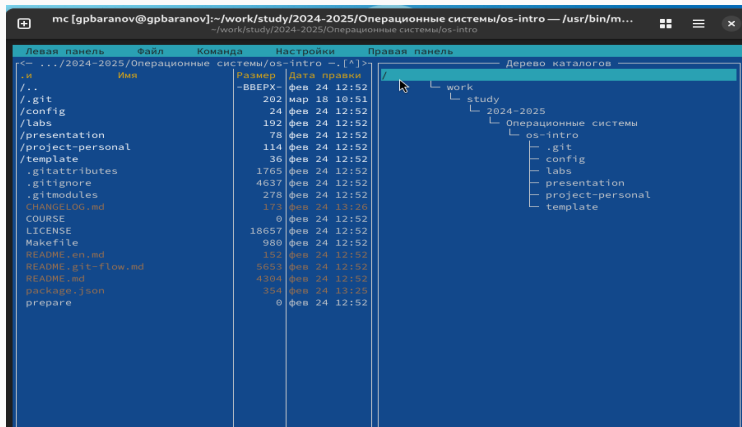 mc [gpbaranov@gpbaranov]:~/work/study/2024-2025/Операционные системы/os-intro — /usr/bin/m...
~/work/study/2024-2025/Операционные системы/os-intro
Левая панель Файл Команда Настройки Правая панель
<— .../2024-2025/Операционные системы/os-intro —.[^]>
.и Имя Размер Дата правки
/.. -ВВЕРХ- фев 24 12:52
/.git 202 мар 18 10:51
/config 24 фев 24 12:52
/labs 192 фев 24 12:52
/presentation 78 фев 24 12:52
/project-personal 114 фев 24 12:52
/template 36 фев 24 12:52
.gitattributes 1765 фев 24 12:52
.gitignore 4637 фев 24 12:52
.gitmodules 278 фев 24 12:52
CHANGELOG.md 173 фев 24 13:26
COURSE 0 фев 24 12:52
LICENSE 18657 фев 24 12:52
Makefile 980 фев 24 12:52
README.en.md 152 фев 24 12:52
README.git-flow.md 5653 фев 24 12:52
README.md 4304 фев 24 12:52
package.json 354 фев 24 13:25
prepare 0 фев 24 12:52
Дерево каталогов
/
work
study
2024-2025
Операционные системы
os-intro
.git
config
labs
presentation
project-personal
template